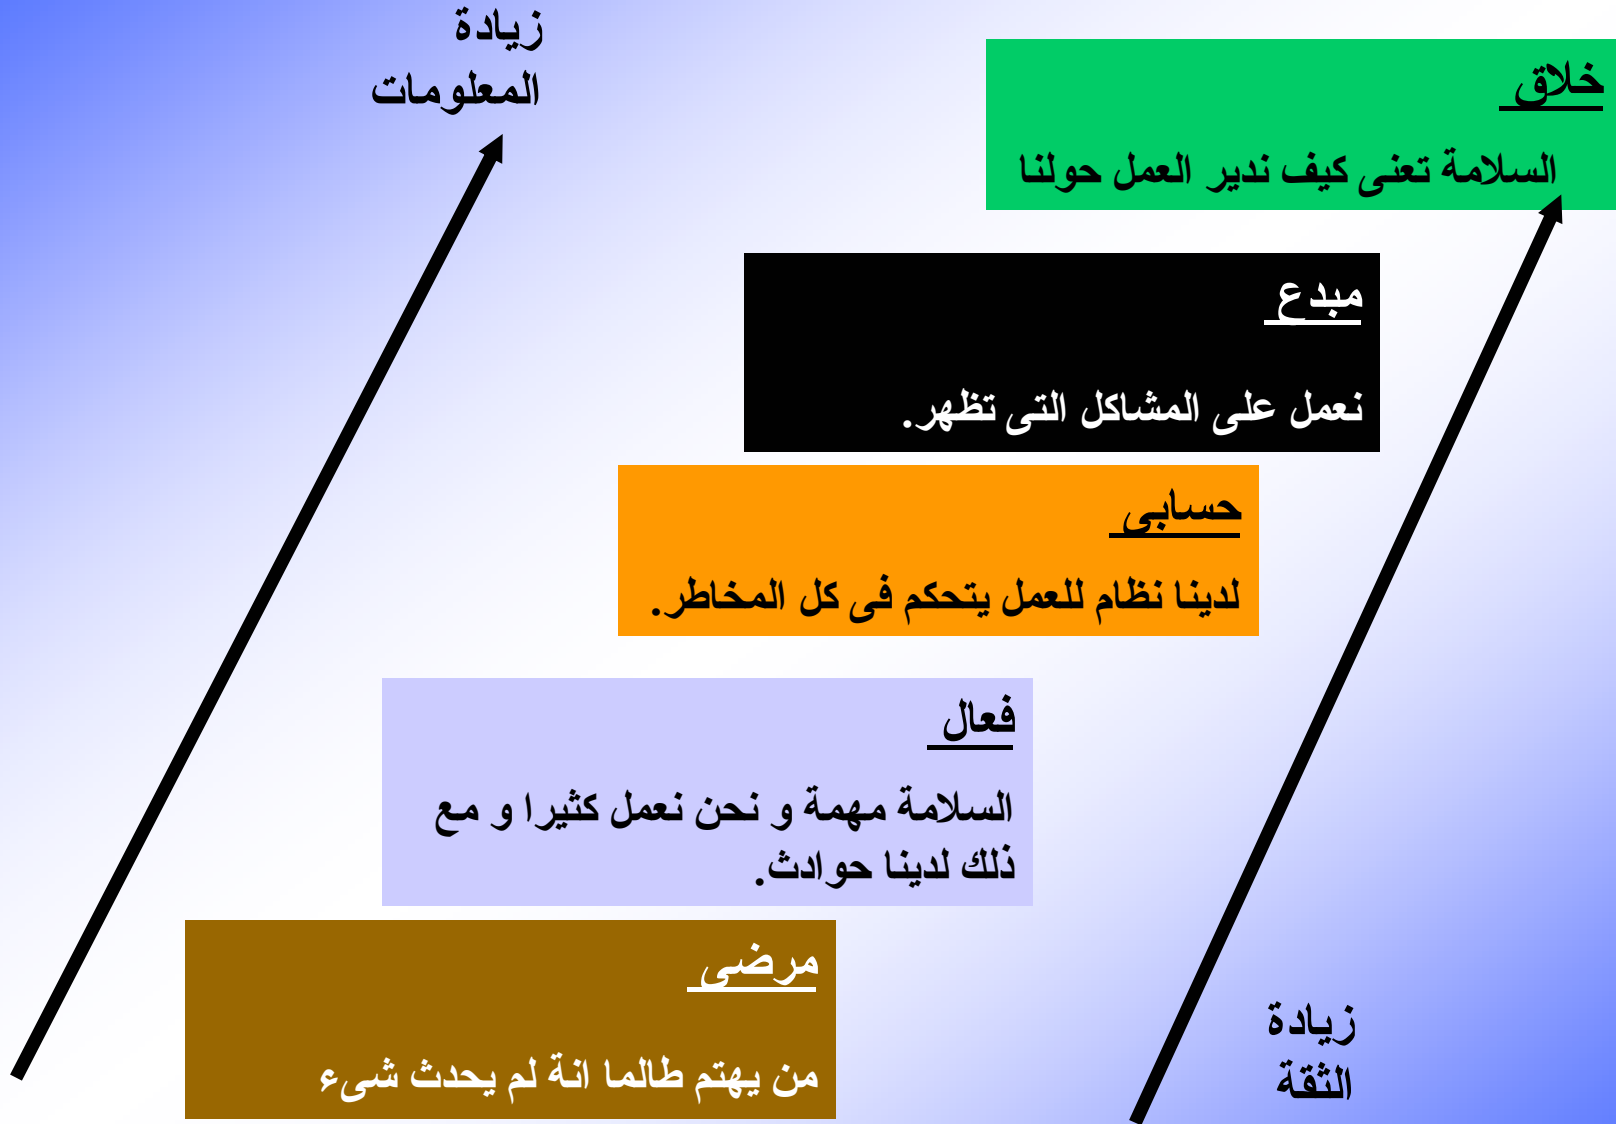 زيادة
المعلومات
خلاق
السلامة تعنى كيف ندير العمل حولنا
مبدع
نعمل على المشاكل التى تظهر.
حسابى
لدينا نظام للعمل يتحكم فى كل المخاطر.
فعال
السلامة مهمة و نحن نعمل كثيرا و مع
ذلك لدينا حوادث.
مرضى
من يهتم طالما انة لم يحدث شىء
زيادة
الثقة